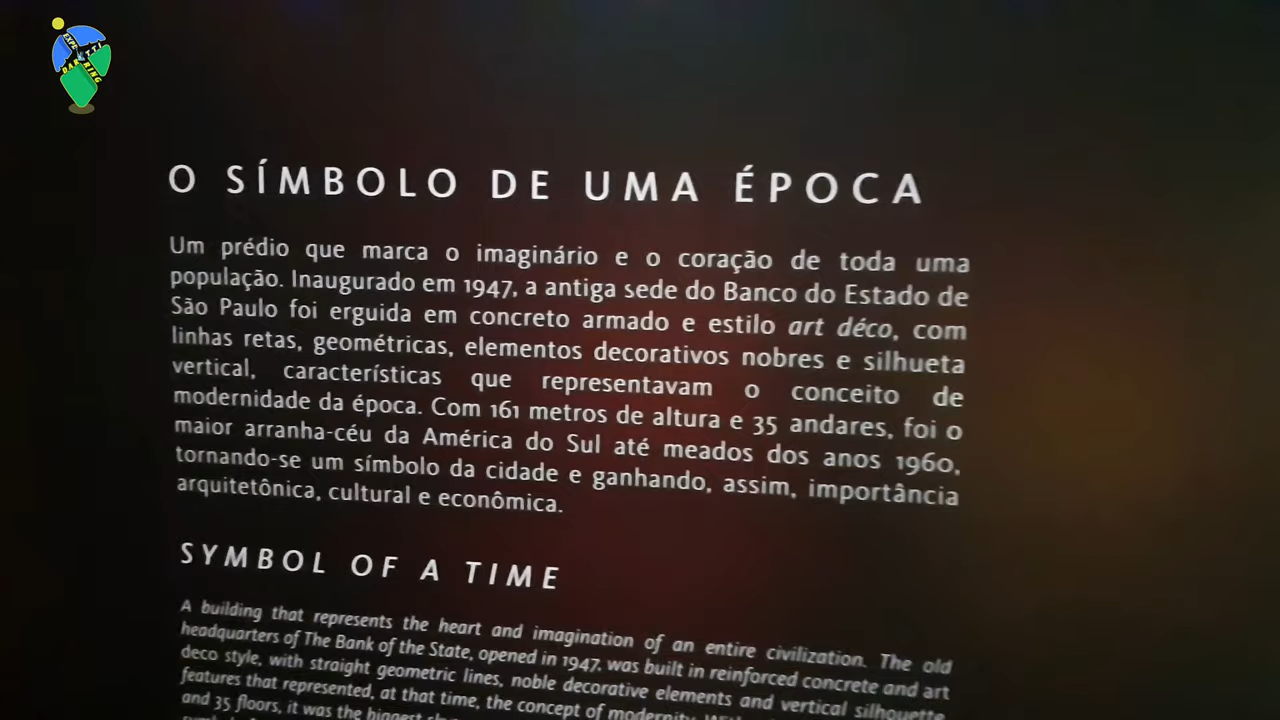 EXPL TTI
DAR RING
O SÍMBOLO DE UMA ÉPOCA
Um prédio que marca o imaginário e o coração de toda uma
população. Inaugurado em 1947, a antiga sede do Banco do Estado de
São Paulo foi erguida em concreto armado e estilo art déco, com
linhas retas, geométricas, elementos decorativos nobres e silhueta
vertical, características que representavam o conceito de
modernidade da época. Com 161 metros de altura e 35 andares, foi o
maior arranha-céu da América do Sul até meados dos anos 1960,
tornando-se um símbolo da cidade e ganhando, assim, importância
arquitetônica, cultural e econômica.
SYMBOL OF A TIME
A building that represents the heart and imagination of an entire civilization. The old
headquarters of The Bank of the State, opened in 1947, was built in reinforced concrete and art
deco style, with straight geometric lines, noble decorative elements and vertical silhouette
features that represented, at that time, the concept of modernity.
and 35 floors, it was the biggest